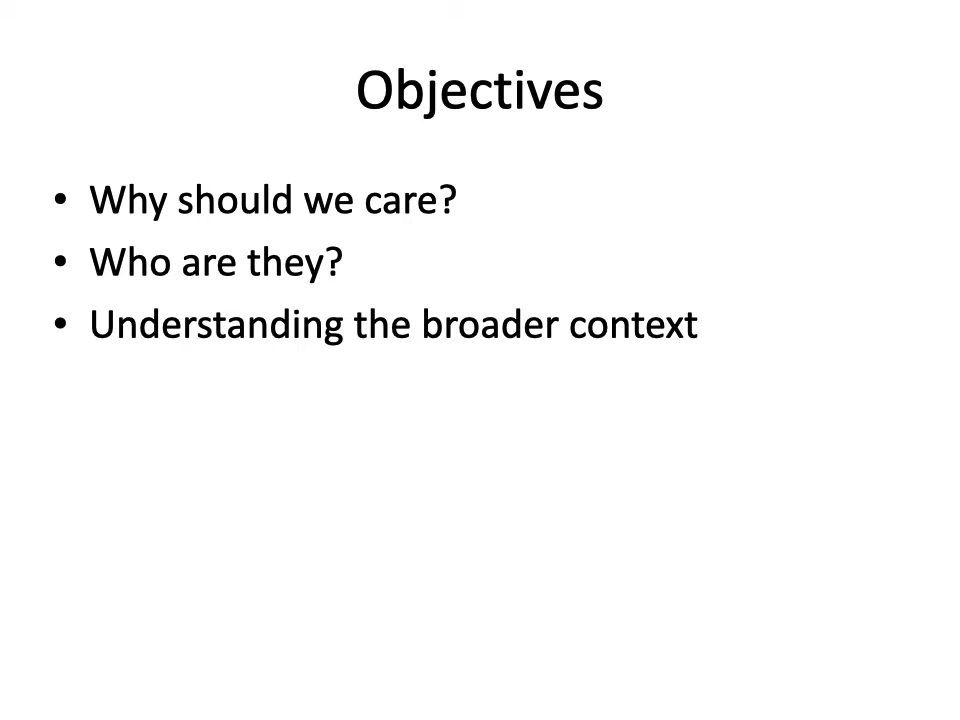 Objectives
• Why should we care?
• Who are they?
• Understanding the broader context